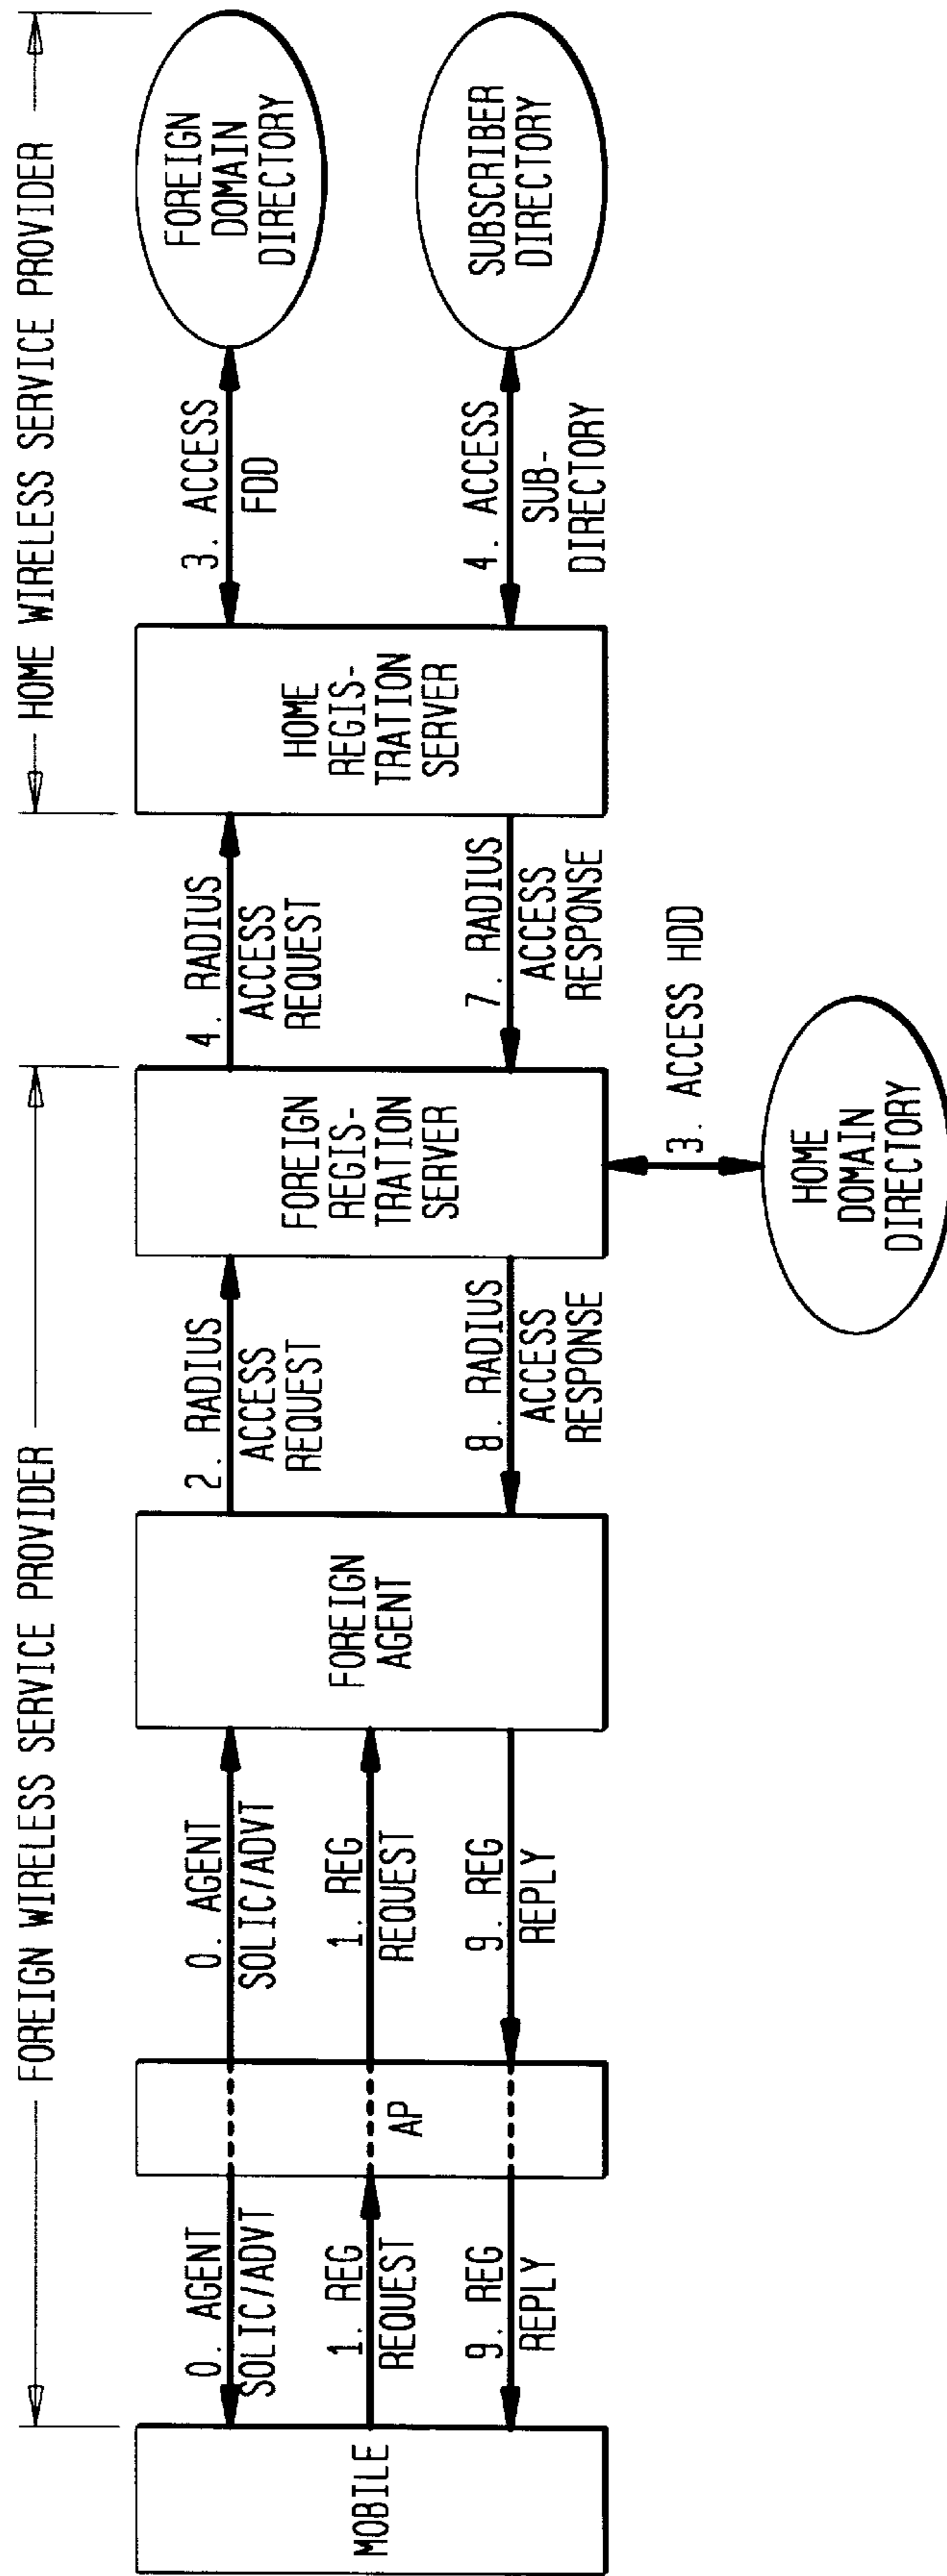 FOREIGN WIRELESS SERVICE PROVIDER
HOME WIRELESS SERVICE PROVIDER
MOBILE
0. AGENT
SOLIC/ADVT
1. REG
REQUEST
9. REG
REPLY
AP
0. AGENT
SOLIC/ADVT
1. REG
REQUEST
9. REG
REPLY
FOREIGN
AGENT
2. RADIUS
ACCESS
REQUEST
8. RADIUS
ACCESS
RESPONSE
FOREIGN
REGIS-
TRATION
SERVER
3. ACCESS HDD
HOME
DOMAIN
DIRECTORY
4. RADIUS
ACCESS
REQUEST
7. RADIUS
ACCESS
RESPONSE
HOME
REGIS-
TRATION
SERVER
3. ACCESS
FDD
4. ACCESS
SUB-
DIRECTORY
FOREIGN
DOMAIN
DIRECTORY
SUBSCRIBER
DIRECTORY